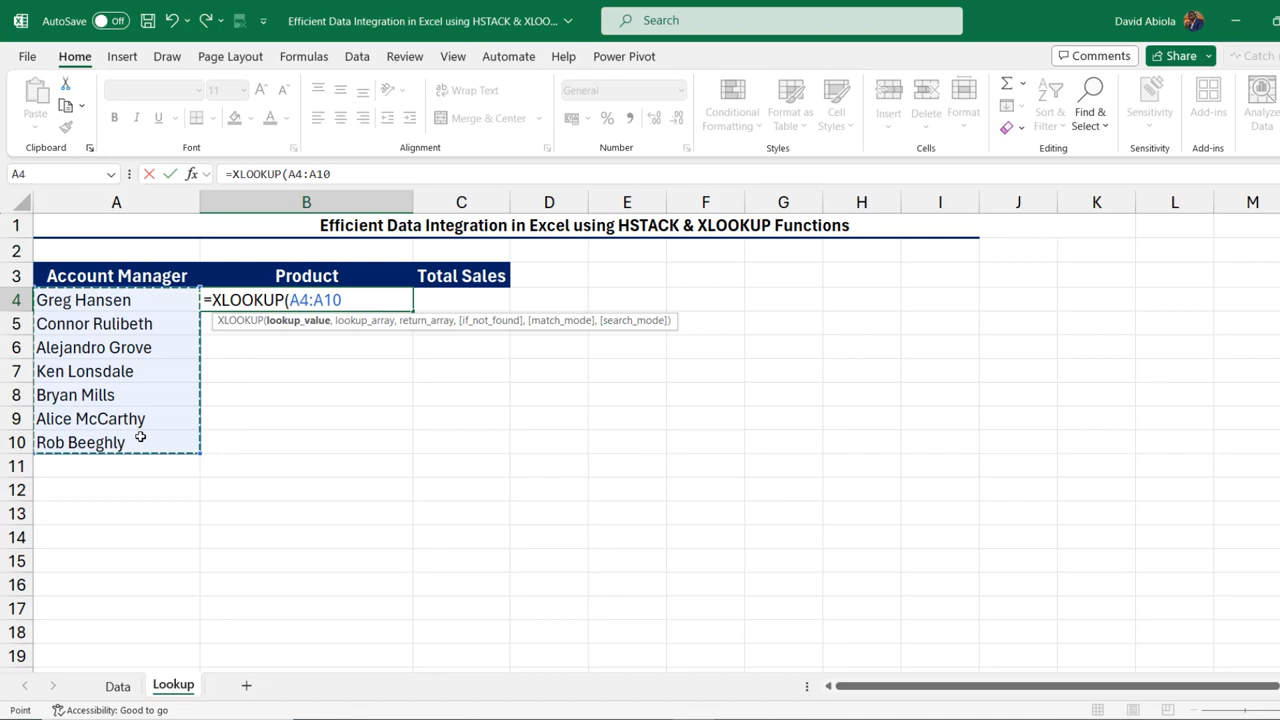 AutoSave Off Efficient Data Integration in Excel using HSTACK & XLOO... Search David Abiola
File Home Insert Draw Page Layout Formulas Data Review View Automate Help Power Pivot Comments Share Catch
Paste 11 Wrap Text General Conditional Formatting Format as Table Cell Styles Insert Delete Format Sort & Filter Find & Select Sensitivity Add-ins Analyze Data
B I U Merge & Center
Clipboard Font Alignment Number Styles Cells Editing Sensitivity Add-ins
A4 fx =XLOOKUP(A4:A10
A B C D E F G H I J K L M
1 Efficient Data Integration in Excel using HSTACK & XLOOKUP Functions
2
3 Account Manager Product Total Sales
4 Greg Hansen =XLOOKUP(A4:A10
XLOOKUP(lookup_value, lookup_array, return_array, [if_not_found], [match_mode], [search_mode])
5 Connor Rulibeth
6 Alejandro Grove
7 Ken Lonsdale
8 Bryan Mills
9 Alice McCarthy
10 Rob Beeghly
11
12
13
14
15
16
17
18
19
Data Lookup
Point Accessibility: Good to go